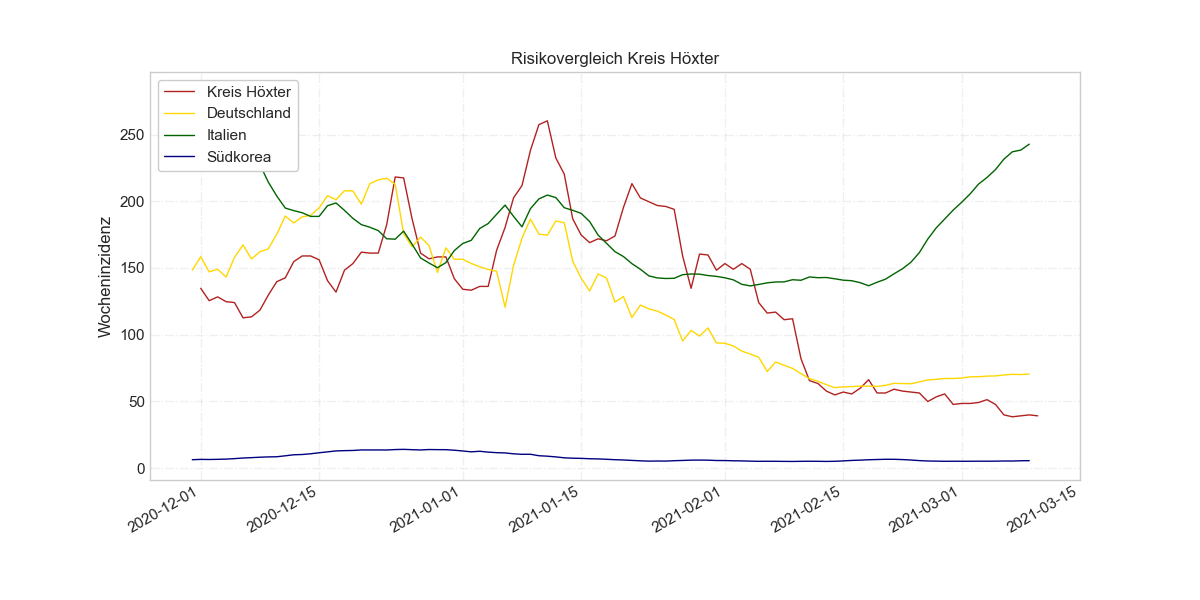 Risikovergleich Kreis Höxter
Kreis Höxter
Deutschland
Italien
Südkorea
Wocheninzidenz
250
200
150
100
50
0
2020-12-01
2020-12-15
2021-01-01
2021-01-15
2021-02-01
2021-02-15
2021-03-01
2021-03-15